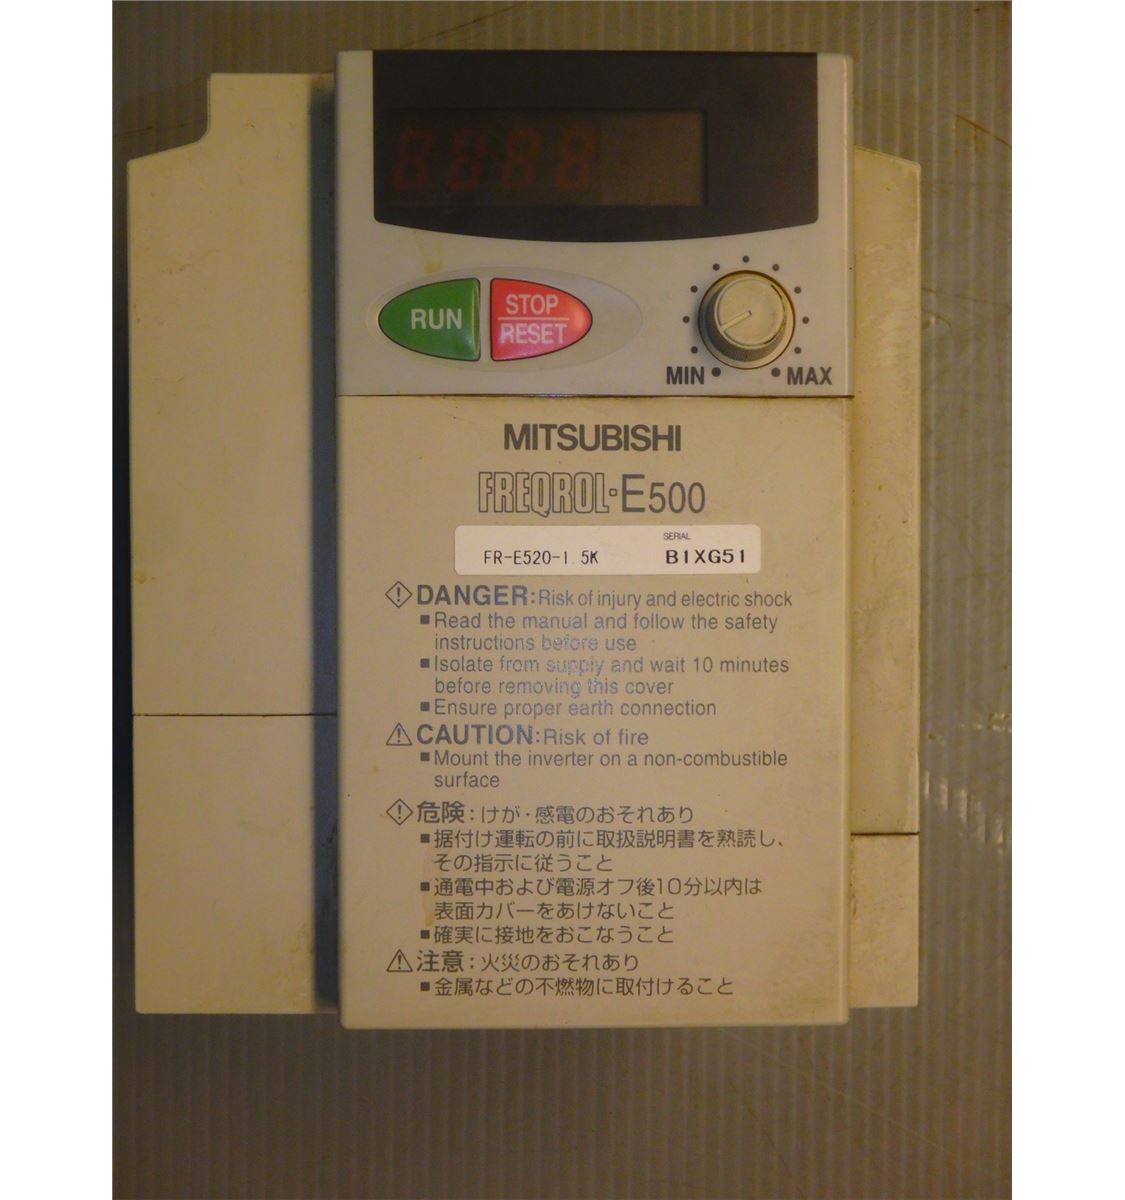 8888
RUN
STOP
RESET
MIN
MAX
MITSUBISHI
FREQROL-E500
SERIAL
FR-E520-1.5K B1XG51
DANGER:Risk of injury and electric shock
■Read the manual and follow the safety
instructions before use
■Isolate from supply and wait 10 minutes
before removing this cover
■Ensure proper earth connection
CAUTION:Risk of fire
■Mount the inverter on a non-combustible
surface
危険:けが・感電のおそれあり
■据付け運転の前に取扱説明書を熟読し、
その指示に従うこと
■通電中および電源オフ後10分以内は
表面カバーをあけないこと
■確実に接地をおこなうこと
注意:火災のおそれあり
■金属などの不燃物に取付けること